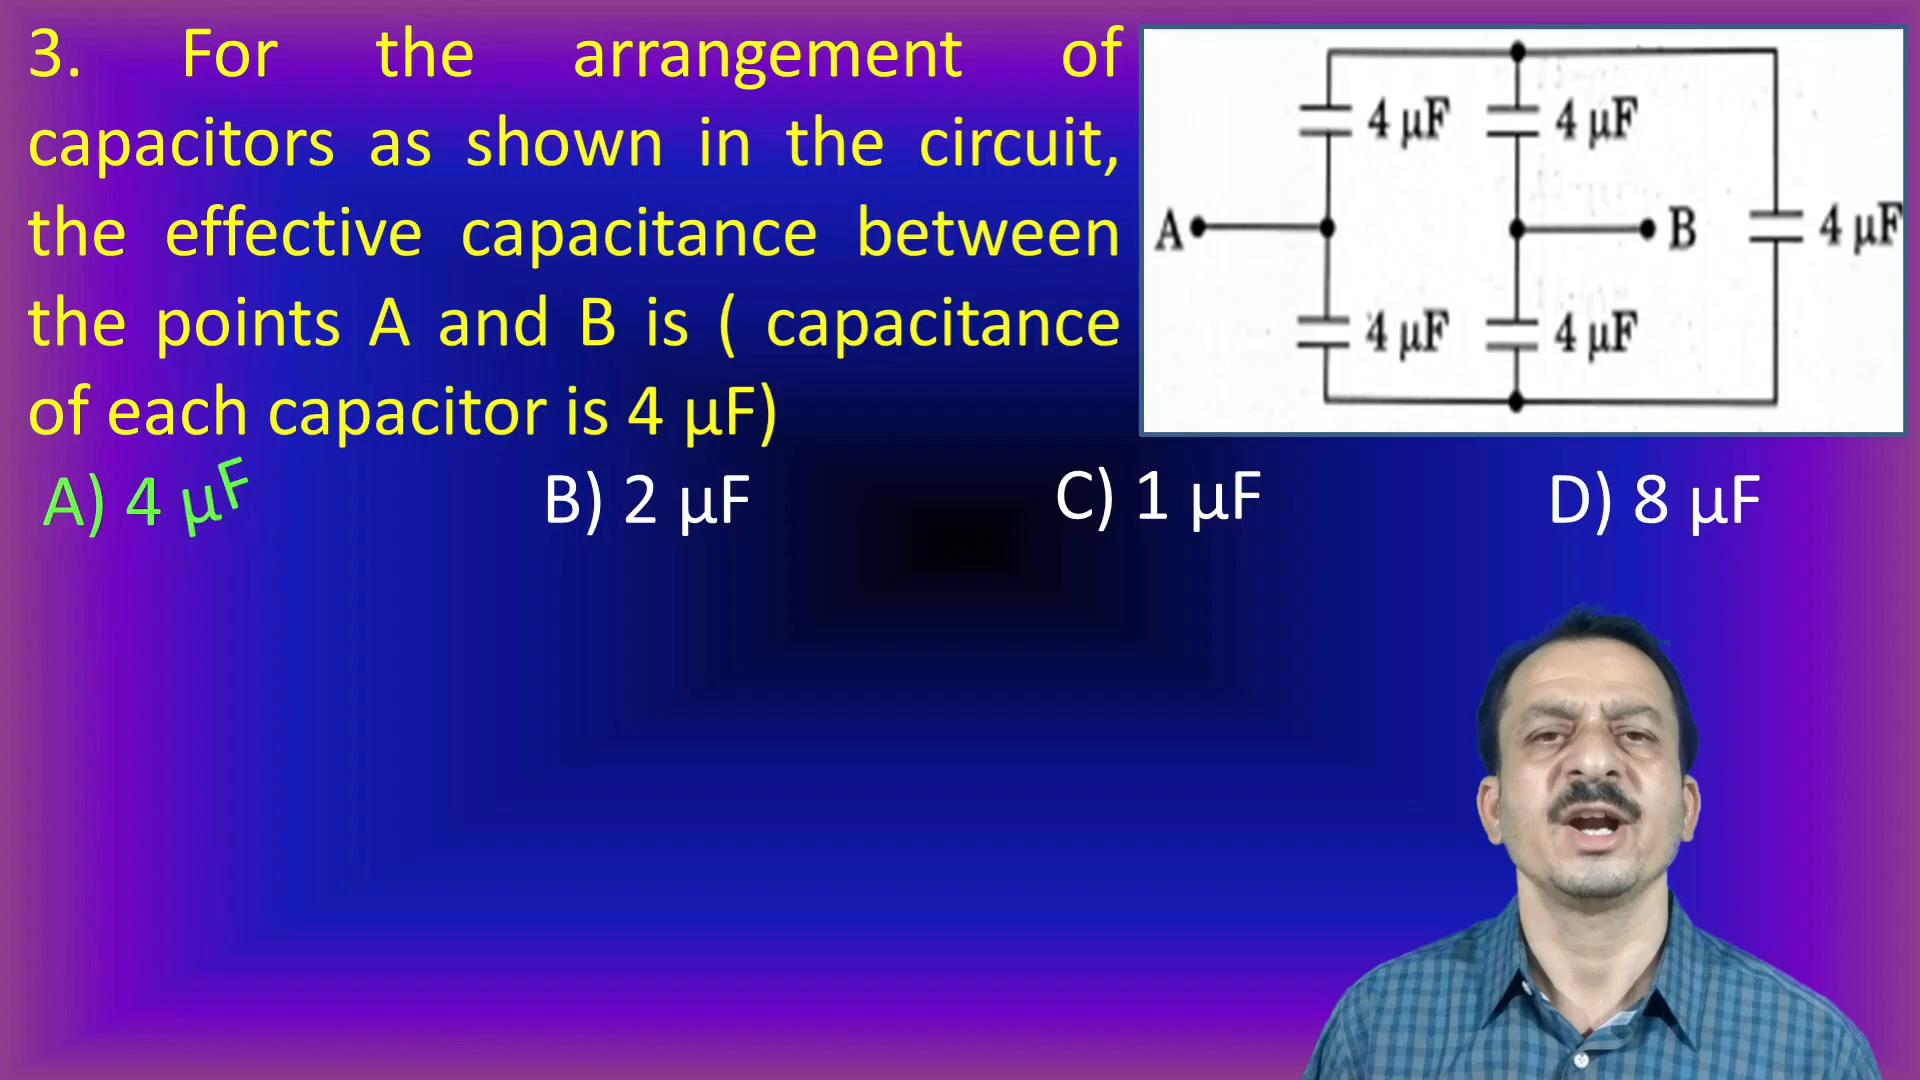 3. For the arrangement of
capacitors as shown in the circuit,
the effective capacitance between
the points A and B is ( capacitance
of each capacitor is 4 µF)
A) 4 µF B) 2 µF C) 1 µF D) 8 µF
4 µF 4 µF
A B 4 µF
4 µF 4 µF